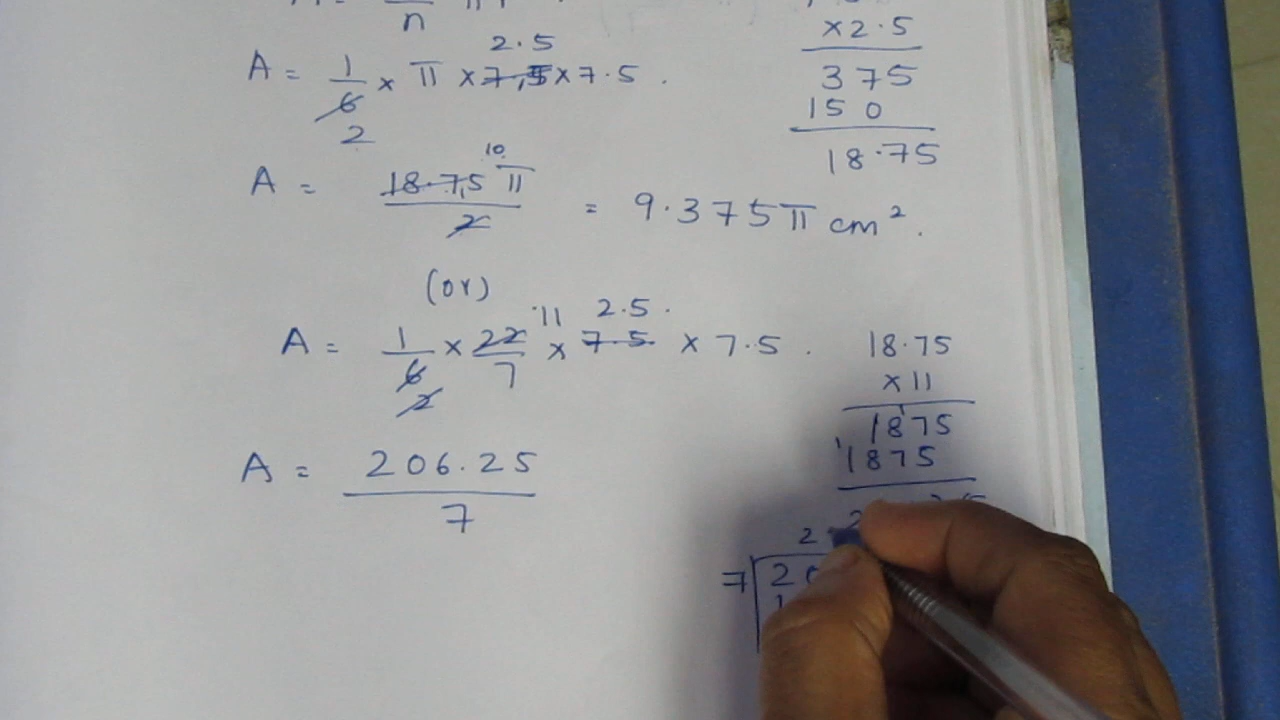 n
× 2.5
2.5
A = 1/6 × π × 7.5 × 7.5 .
2
375
150
18.75
10
A = 18.75 π / 2 = 9.375 π cm² .
(or)
11 2.5 .
A = 1/6 × 22/7 × 7.5 × 7.5 .
2
18.75
× 11
1875
1875
A = 206.25 / 7
2
7 2